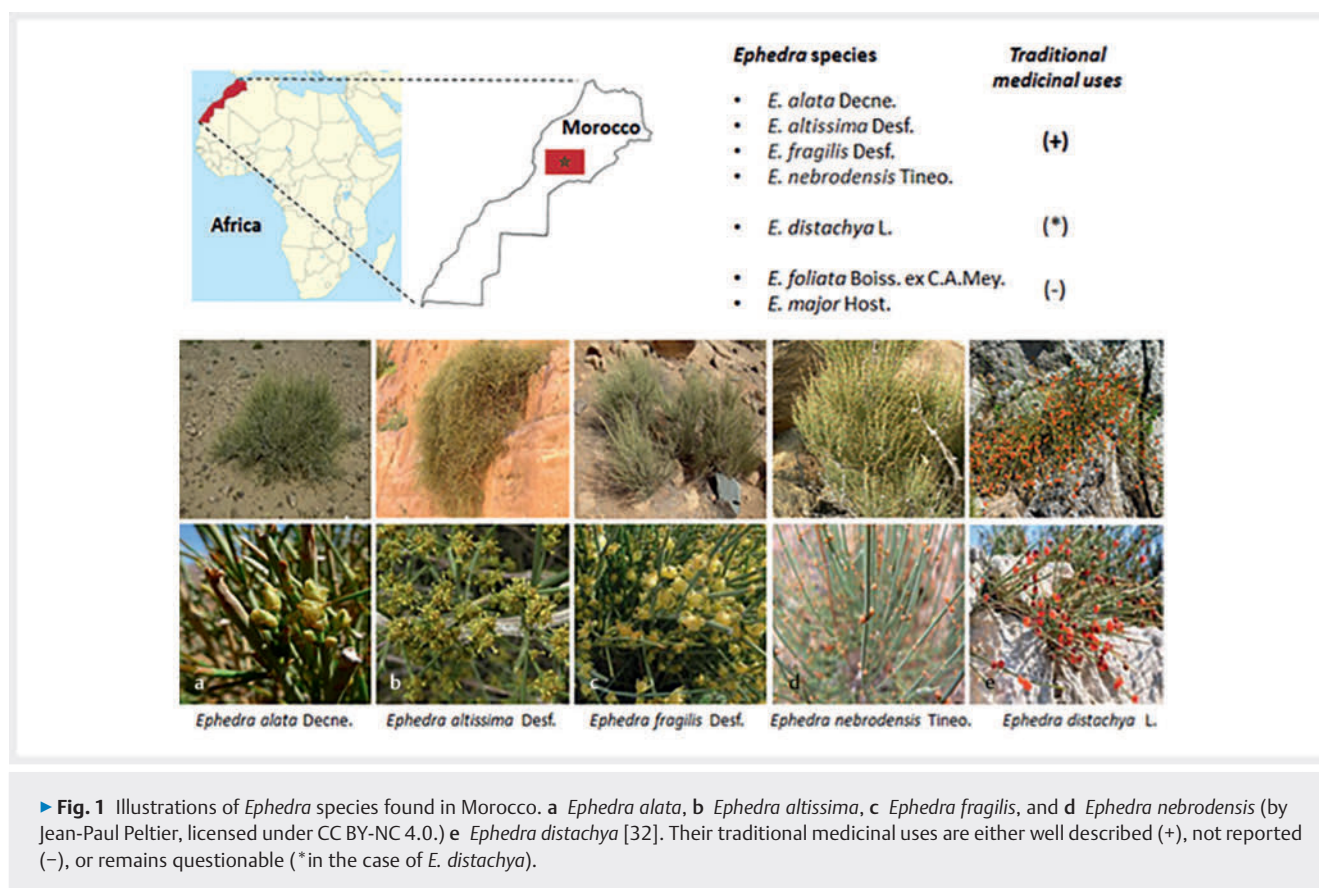 Ephedra species
Traditional
medicinal uses
• E. alata Decne.
• E. altissima Desf.
• E. fragilis Desf.
• E. nebrodensis Tineo.
(+)
• E. distachya L.
(*)
• E. foliata Boiss. ex C.A.Mey.
• E. major Host.
(-)
Morocco
Africa
a
b
c
d
e
Ephedra alata Decne.
Ephedra altissima Desf.
Ephedra fragilis Desf.
Ephedra nebrodensis Tineo.
Ephedra distachya L.
▶ Fig. 1 Illustrations of Ephedra species found in Morocco. a Ephedra alata, b Ephedra altissima, c Ephedra fragilis, and d Ephedra nebrodensis (by
Jean-Paul Peltier, licensed under CC BY-NC 4.0.) e Ephedra distachya [32]. Their traditional medicinal uses are either well described (+), not reported
(−), or remains questionable (*in the case of E. distachya).